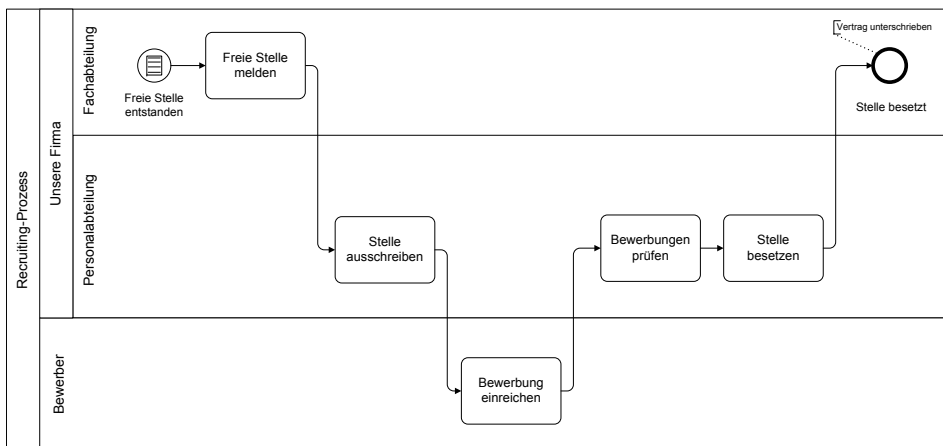 Recruiting-Prozess
Unsere Firma
Fachabteilung
Freie Stelle
entstanden
Freie Stelle
melden
Vertrag unterschrieben
Stelle besetzt
Personalabteilung
Stelle
ausschreiben
Bewerbungen
prüfen
Stelle
besetzen
Bewerber
Bewerbung
einreichen